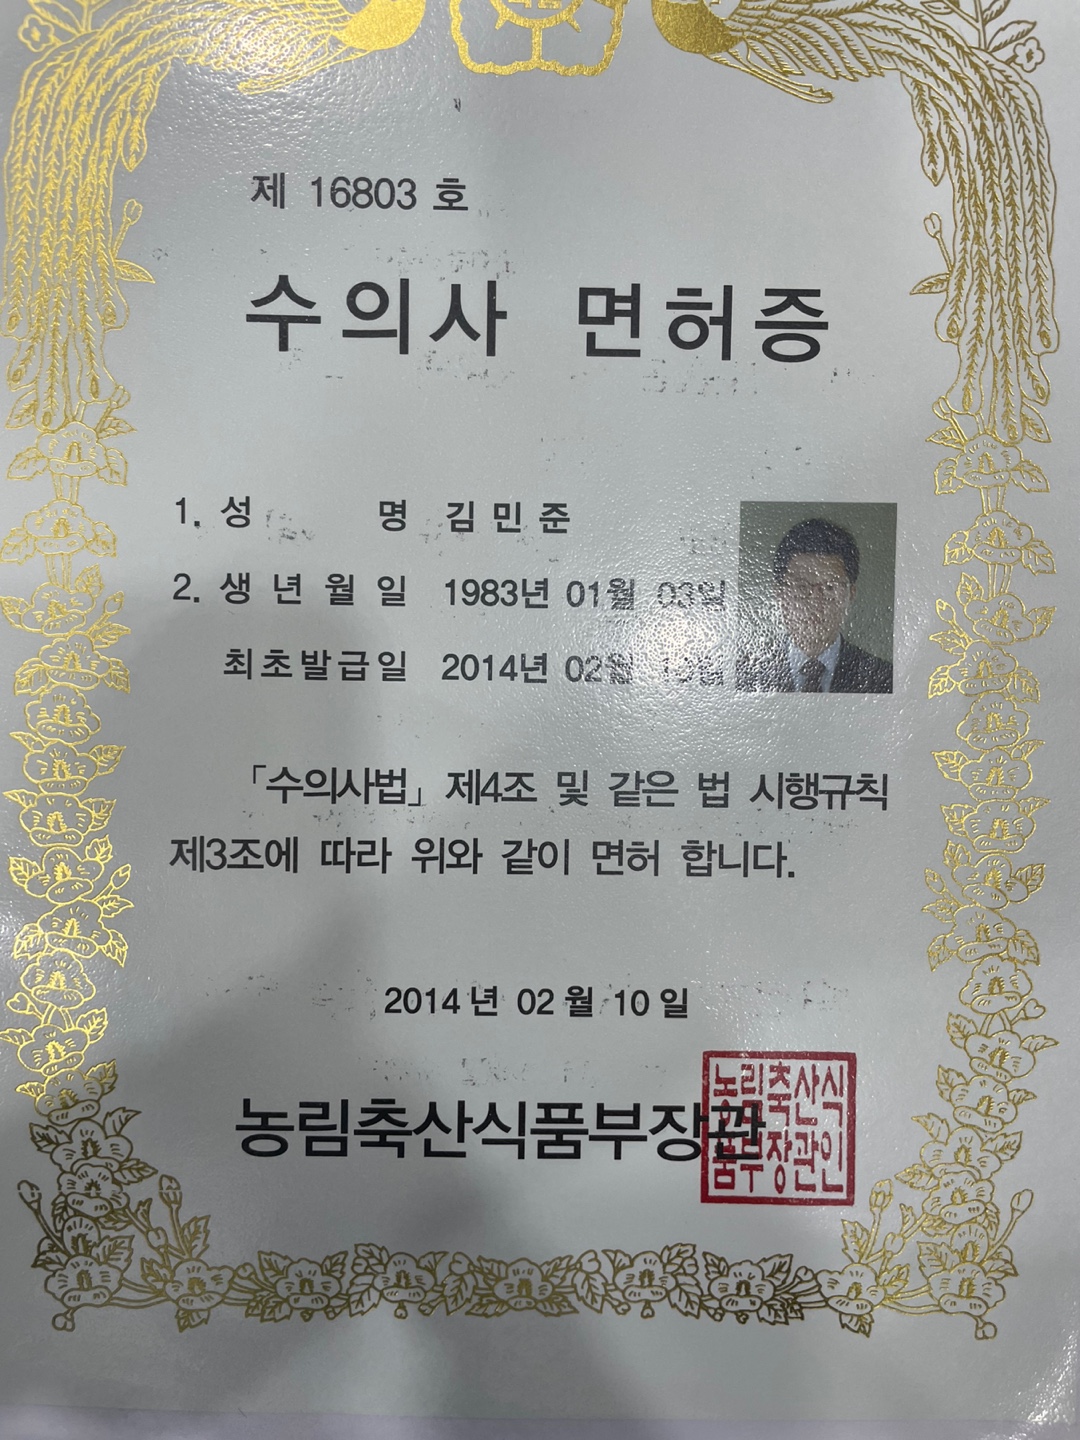 제 16803 호
수의사 면허증
1. 성 명 김 민 준
2. 생 년 월 일 1983년 01월 03일
최초발급일 2014년 02월 10일
「수의사법」 제4조 및 같은 법 시행규칙
제3조에 따라 위와 같이 면허 합니다.
2014 년 02 월 10 일
농림축산식품부장관
농림축산식
품부장관인